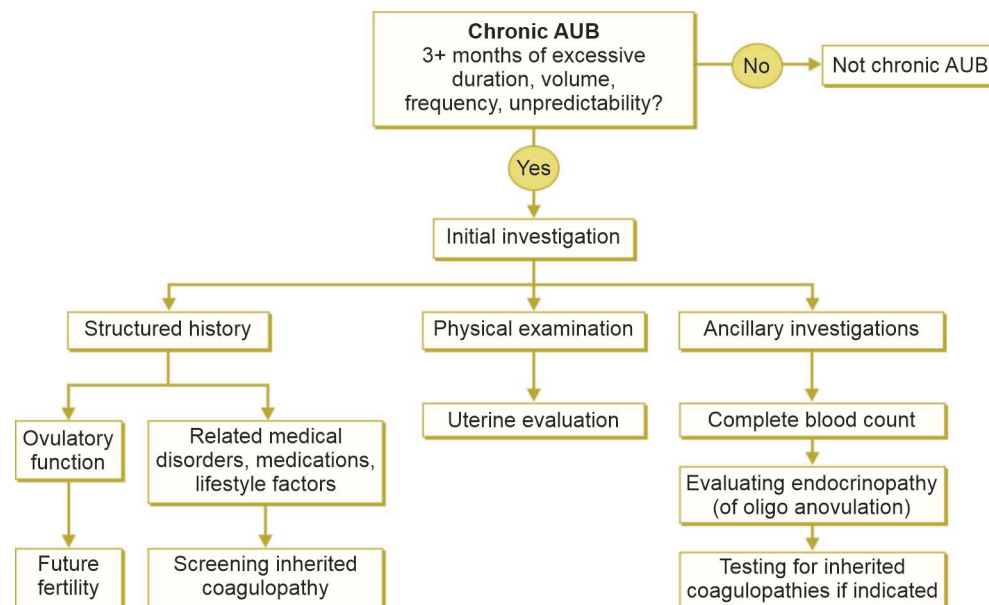 Chronic AUB
3+ months of excessive
duration, volume,
frequency, unpredictability?
No
Not chronic AUB
Yes
Initial investigation
Structured history
Physical examination
Ancillary investigations
Ovulatory
function
Related medical
disorders, medications,
lifestyle factors
Uterine evaluation
Complete blood count
Evaluating endocrinopathy
(of oligo anovulation)
Future
fertility
Screening inherited
coagulopathy
Testing for inherited
coagulopathies if indicated